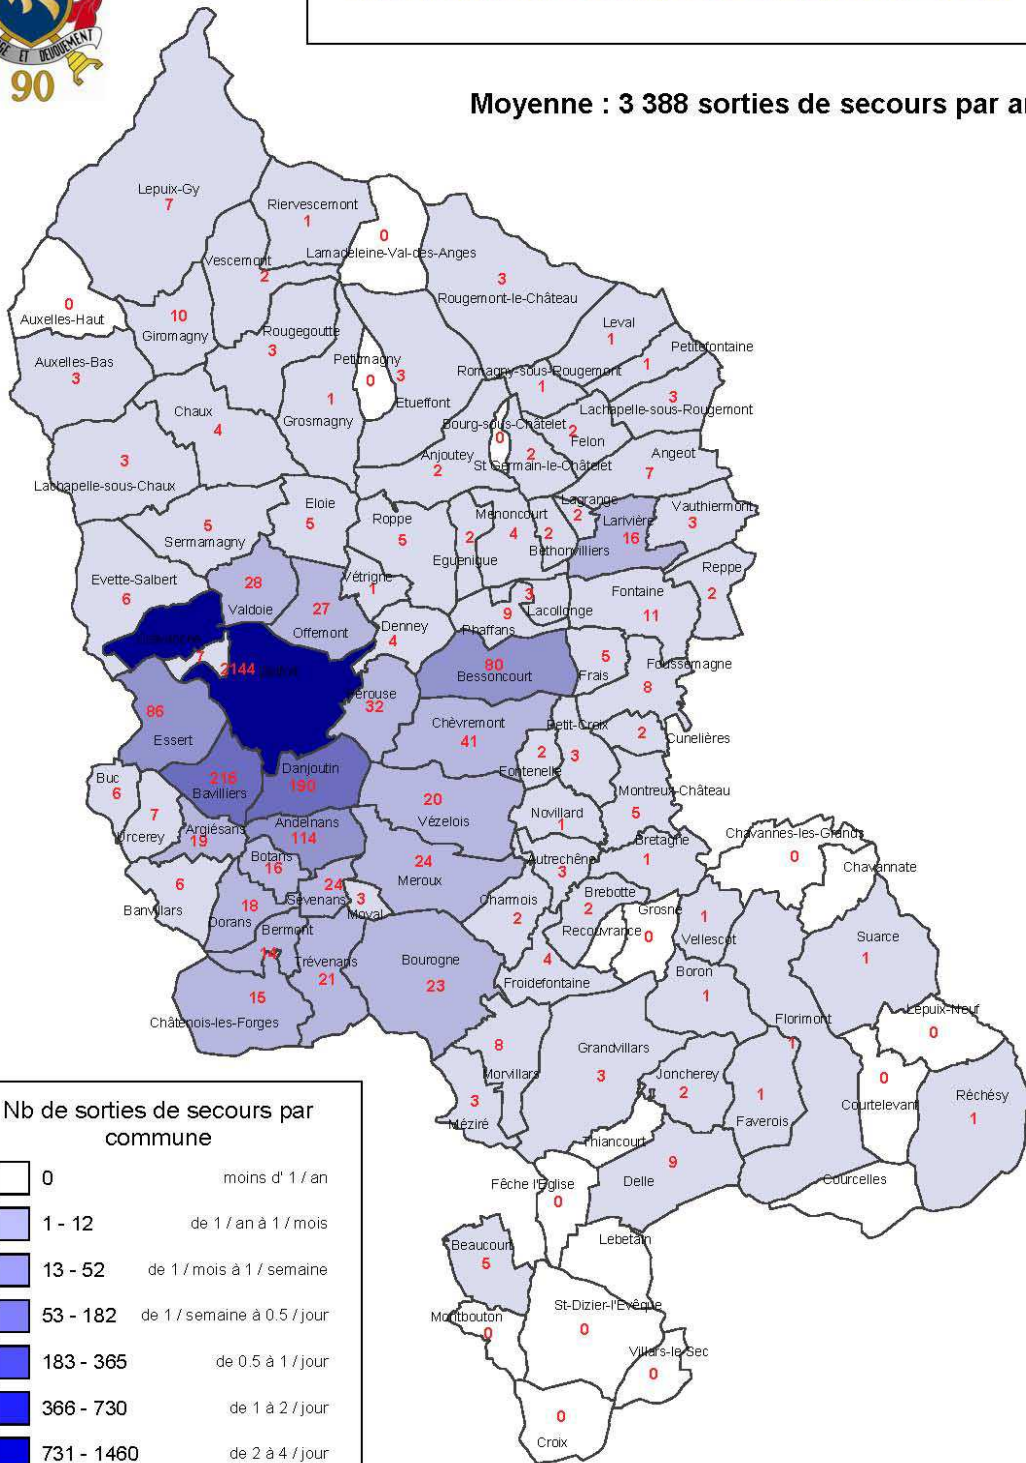 GE ET DEVOUEMENT
90
Moyenne : 3 388 sorties de secours par an
Lepuix-Gy
7
Riervescemont
1
0
Lamadeleine-Val-des-Anges
Vescemont
2
3
Rougemont-le-Château
0
Auxelles-Haut
10
Giromagny
Rougegoutte
3
Leval
1
Petitefontaine
1
Auxelles-Bas
3
Petitmagny
0
3
Etueffont
Romagny-sous-Rougemont
1
3
Lachapelle-sous-Rougemont
Chaux
4
1
Grosmagny
Bourg-sous-Châtelet
0
2
Felon
3
Lachapelle-sous-Chaux
Anjoutey
2
2
St Germain-le-Châtelet
Angeot
7
Eloie
5
5
Sermamagny
Roppe
5
2
Eguenigue
Menoncourt
4
2
Bethonvilliers
Lagrange
2
Larivière
16
Vauthiermont
3
Evette-Salbert
6
28
Valdoie
27
Offemont
Vétrigne
1
3
Lacollonge
9
Phaffans
Fontaine
11
Reppe
2
Denney
4
7
2144
80
Bessoncourt
5
Frais
Foussemagne
8
86
Essert
Pérouse
32
Chèvremont
41
Petit-Croix
3
2
Fontenelle
2
Cunelières
Buc
6
216
Bavilliers
Danjoutin
190
7
Urcerey
Argiésans
19
Andelnans
114
20
Vézelois
Novillard
1
Montreux-Château
5
Chavannes-les-Grands
0
Botans
16
24
Meroux
Autrechêne
3
Bretagne
1
Chavannate
6
Banvillars
18
Dorans
24
Sévenans
3
Moval
Charmois
2
Brebotte
2
Recouvrance
Grosne
0
1
Vellescot
Suarce
1
Bermont
14
Trévenans
21
Bourogne
23
4
Froidefontaine
Boron
1
15
Châtenois-les-Forges
Florimont
1
Lepuix-Neuf
0
8
Morvillars
Grandvillars
3
Joncherey
2
1
Faverois
0
Courtelevant
Réchésy
1
3
Méziré
Thiancourt
9
Delle
Courcelles
Fêche l'Eglise
0
Lebetain
Beaucourt
5
Montbouton
0
St-Dizier-l'Evêque
0
Villars-le Sec
0
0
Croix
Nb de sorties de secours par
commune
0 moins d' 1 / an
1 - 12 de 1 / an à 1 / mois
13 - 52 de 1 / mois à 1 / semaine
53 - 182 de 1 / semaine à 0.5 / jour
183 - 365 de 0.5 à 1 / jour
366 - 730 de 1 à 2 / jour
731 - 1460 de 2 à 4 / jour